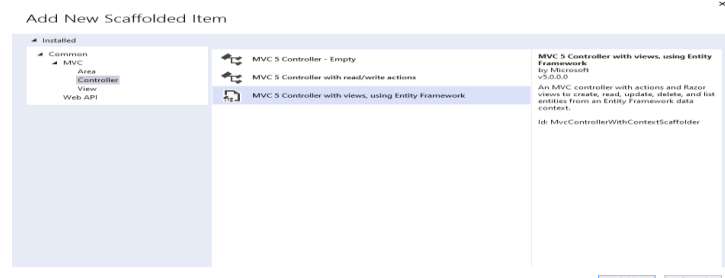 Add New Scaffolded Item
Installed
Common
MVC
Area
Controller
View
Web API
MVC 5 Controller - Empty
MVC 5 Controller with read/write actions
MVC 5 Controller with views, using Entity Framework
MVC 5 Controller with views, using Entity
Framework
by Microsoft
v5.0.0.0
An MVC controller with actions and Razor
views to create, read, update, delete, and list
entities from an Entity Framework data
context.
Id: MvcControllerWithContextScaffolder